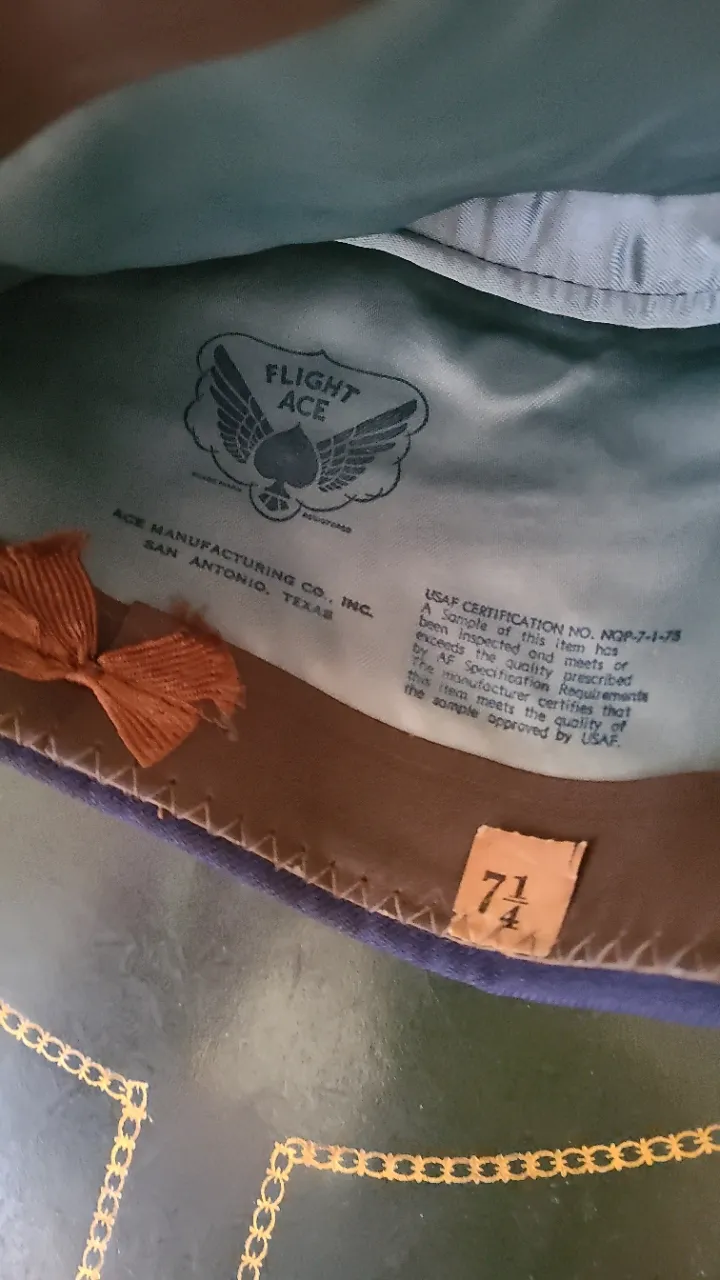 FLIGHT
ACE
REGISTERED
ACE MANUFACTURING CO., INC.
SAN ANTONIO, TEXAS
USAF CERTIFICATION NO. NQP-7-1-75
A Sample of this item has
been inspected and meets or
exceeds the quality prescribed
by AF Specification Requirements
The manufacturer certifies that
this item meets the quality of
the sample approved by USAF.
7 1/4